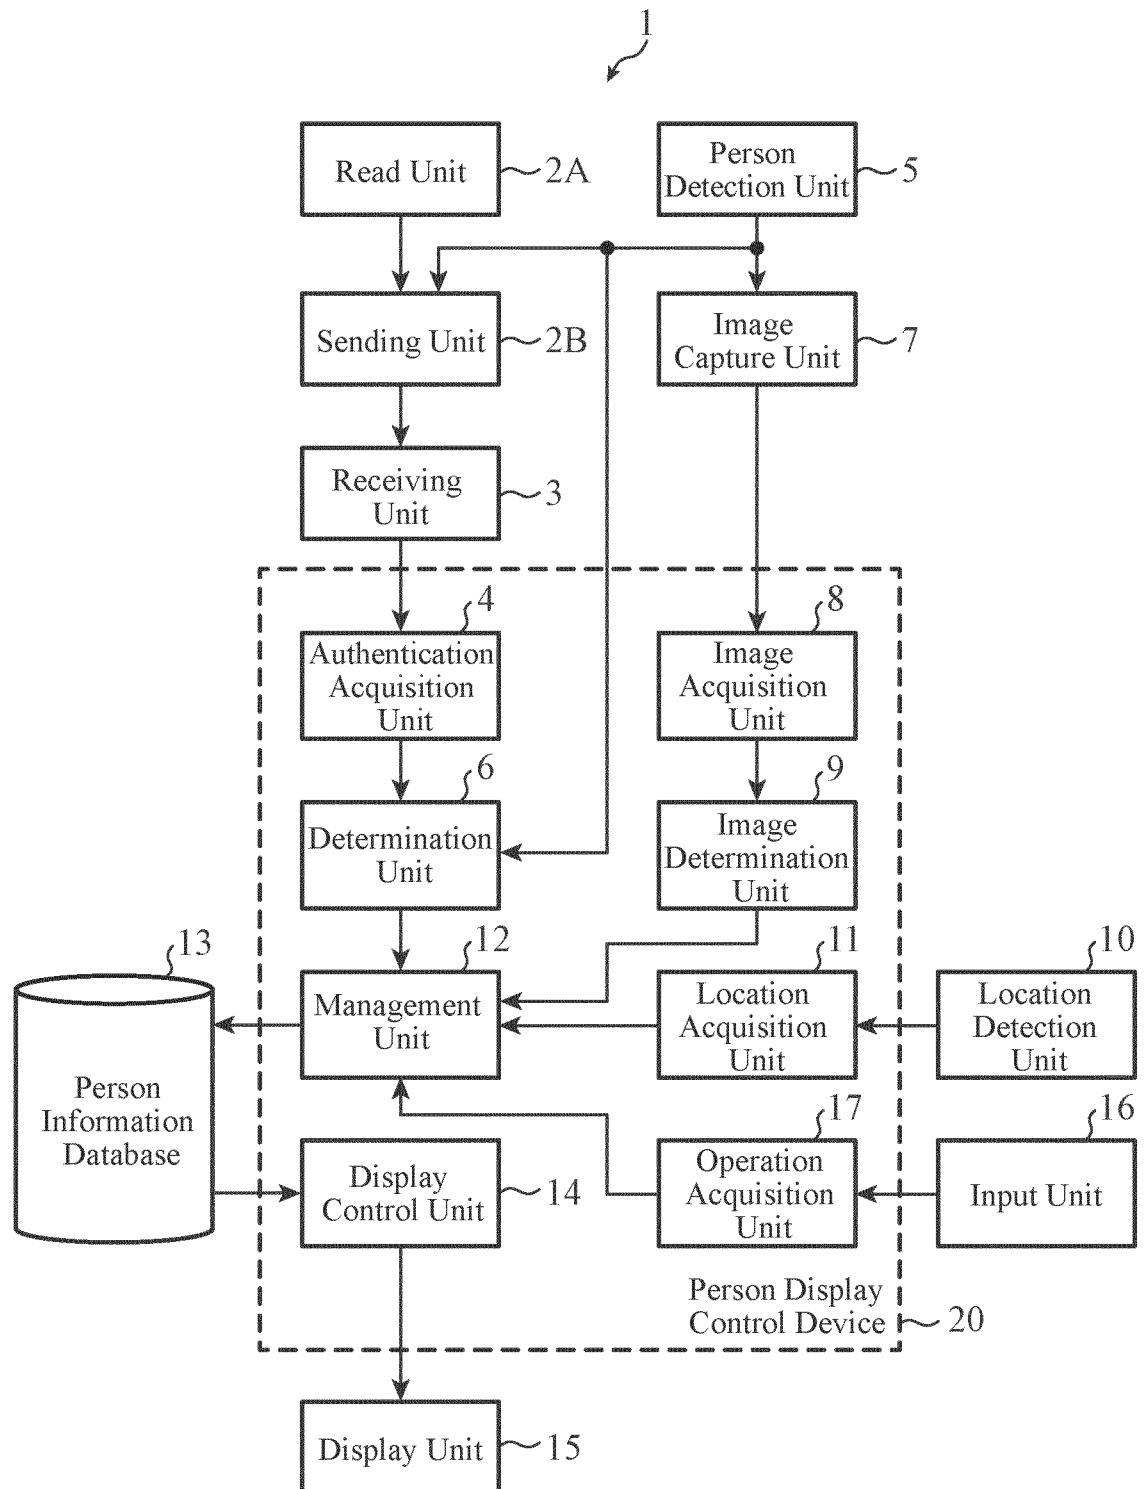 1
Read Unit
2A
Person
Detection Unit
5
Sending Unit
2B
Image
Capture Unit
7
Receiving
Unit
3
4
Authentication
Acquisition
Unit
8
Image
Acquisition
Unit
6
Determination
Unit
9
Image
Determination
Unit
13
Person
Information
Database
12
Management
Unit
11
Location
Acquisition
Unit
10
Location
Detection
Unit
Display
Control Unit
14
17
Operation
Acquisition
Unit
16
Input Unit
Person Display
Control Device
20
Display Unit
15